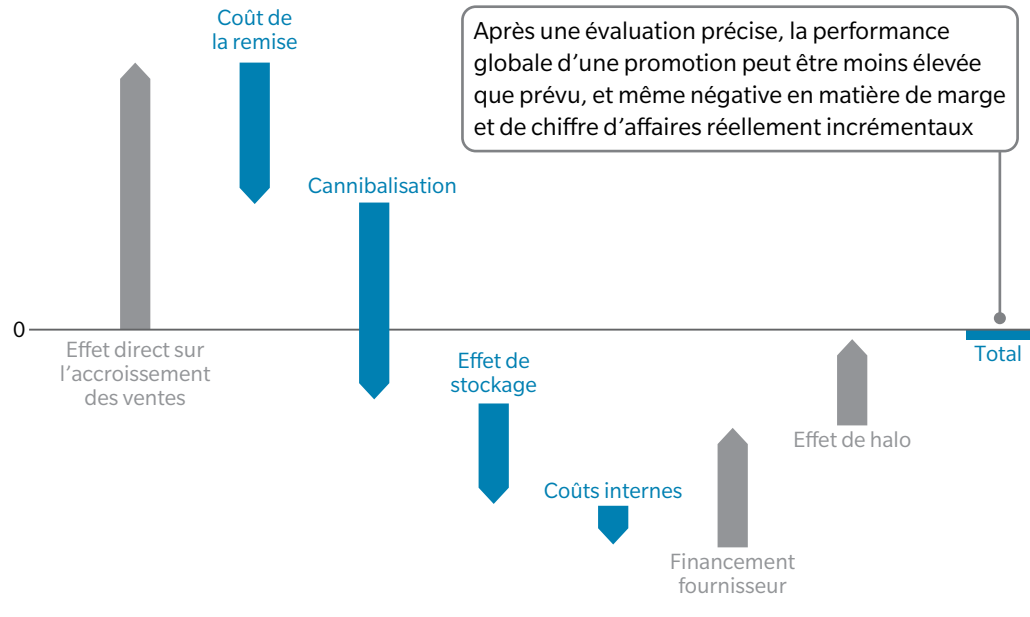 Coût de
la remise
Après une évaluation précise, la performance
globale d’une promotion peut être moins élevée
que prévu, et même négative en matière de marge
et de chiffre d’affaires réellement incrémentaux
Cannibalisation
0
Effet direct sur
l’accroissement
des ventes
Effet de
stockage
Total
Effet de halo
Coûts internes
Financement
fournisseur